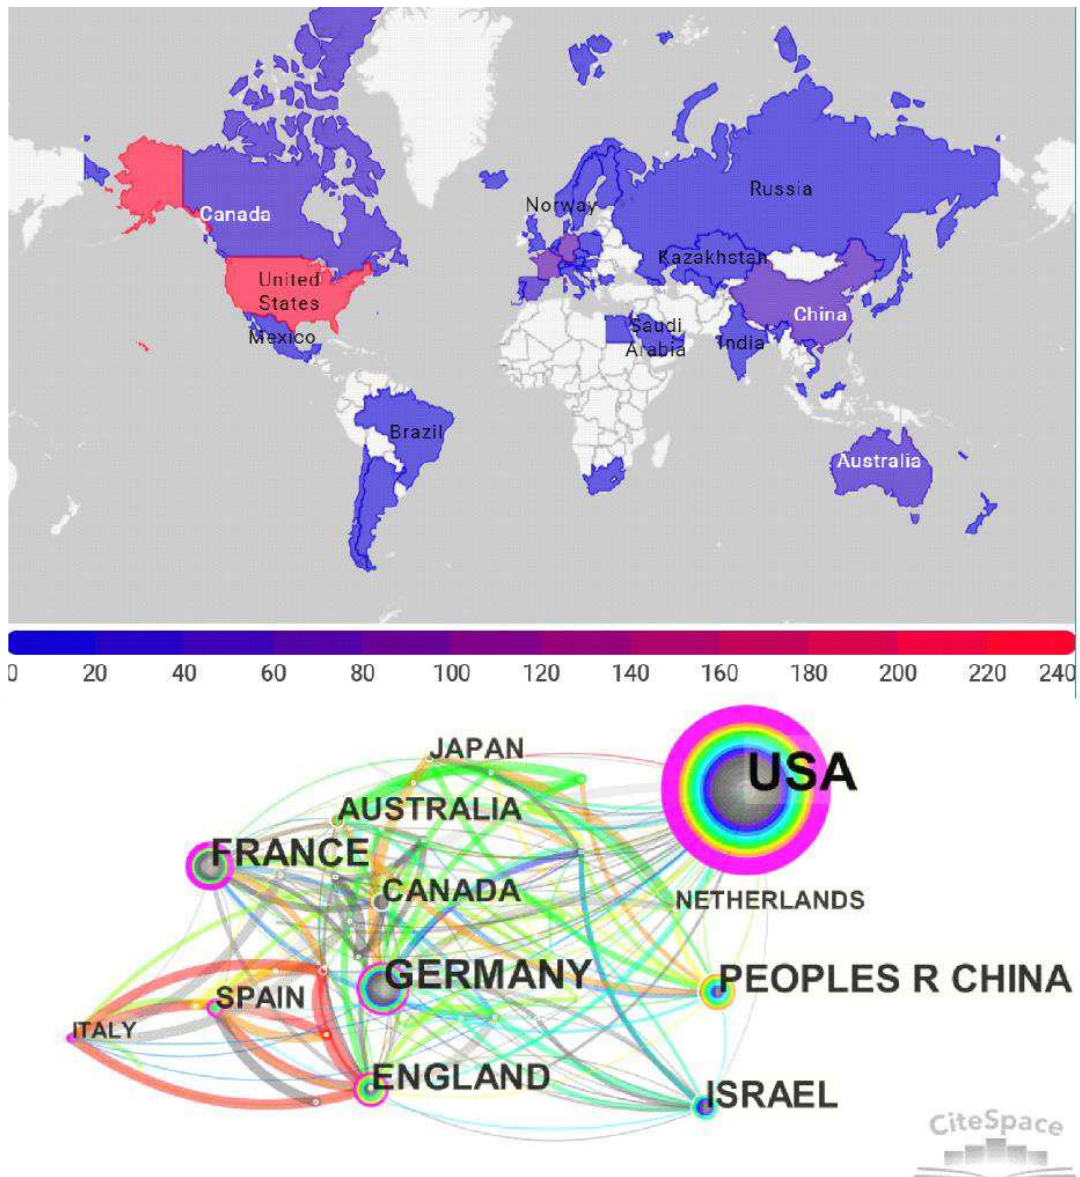 Canada
Norway
Russia
Kazakhstan
United
States
Mexico
China
Saudi
Arabia
India
Brazil
Australia
0 20 40 60 80 100 120 140 160 180 200 220 240
JAPAN
USA
AUSTRALIA
FRANCE
CANADA
NETHERLANDS
GERMANY
PEOPLES R CHINA
SPAIN
ITALY
ENGLAND
ISRAEL
CiteSpace